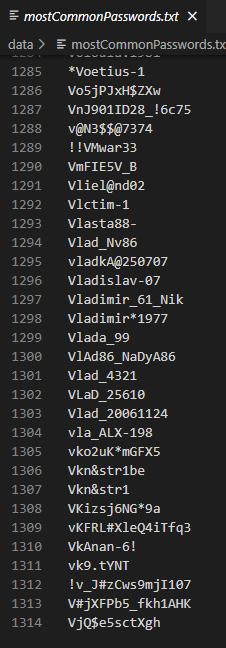 mostCommonPasswords.txt
data > mostCommonPasswords.tx
1285 *Voetius-1
1286 Vo5jPJxH$ZXw
1287 VnJ901ID28_!6c75
1288 v@N3$$@7374
1289 !!VMwar33
1290 VmFIE5V_B
1291 Vliel@nd02
1292 Vlctim-1
1293 Vlasta88-
1294 Vlad_Nv86
1295 vladkA@250707
1296 Vladislav-07
1297 Vladimir_61_Nik
1298 Vladimir*1977
1299 Vlada_99
1300 VlAd86_NaDyA86
1301 Vlad_4321
1302 VLaD_25610
1303 Vlad_20061124
1304 vla_ALX-198
1305 vko2uK*mGFX5
1306 Vkn&str1be
1307 Vkn&str1
1308 VKizsj6NG*9a
1309 vKFRL#XleQ4iTfq3
1310 VkAnan-6!
1311 vk9.tYNT
1312 !v_J#zCws9mjI107
1313 V#jXFPb5_fkh1AHK
1314 VjQ$e5sctXgh